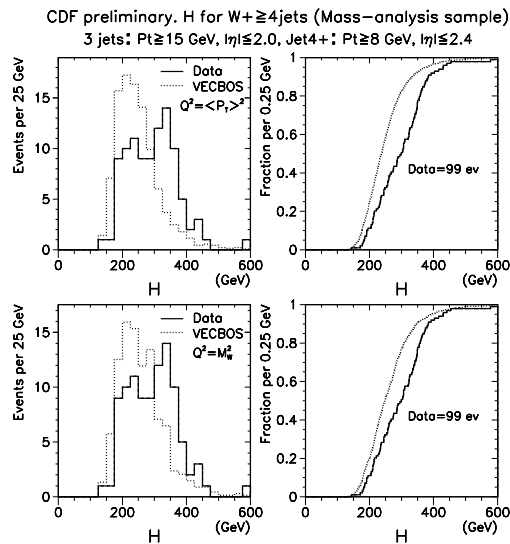 CDF preliminary. H for W+≧4jets (Mass-analysis sample)
3 jets: Pt≧15 GeV, |η|≦2.0, Jet4+: Pt≧8 GeV, |η|≦2.4
Events per 25 GeV
15
10
5
0
Data
VECBOS
Q²=<P_T>²
0 200 400 600
H (GeV)
Fraction per 0.25 GeV
1
0.8
0.6
0.4
0.2
0
Data=99 ev
0 200 400 600
H (GeV)
Events per 25 GeV
15
10
5
0
Data
VECBOS
Q²=M_W²
0 200 400 600
H (GeV)
Fraction per 0.25 GeV
1
0.8
0.6
0.4
0.2
0
Data=99 ev
0 200 400 600
H (GeV)